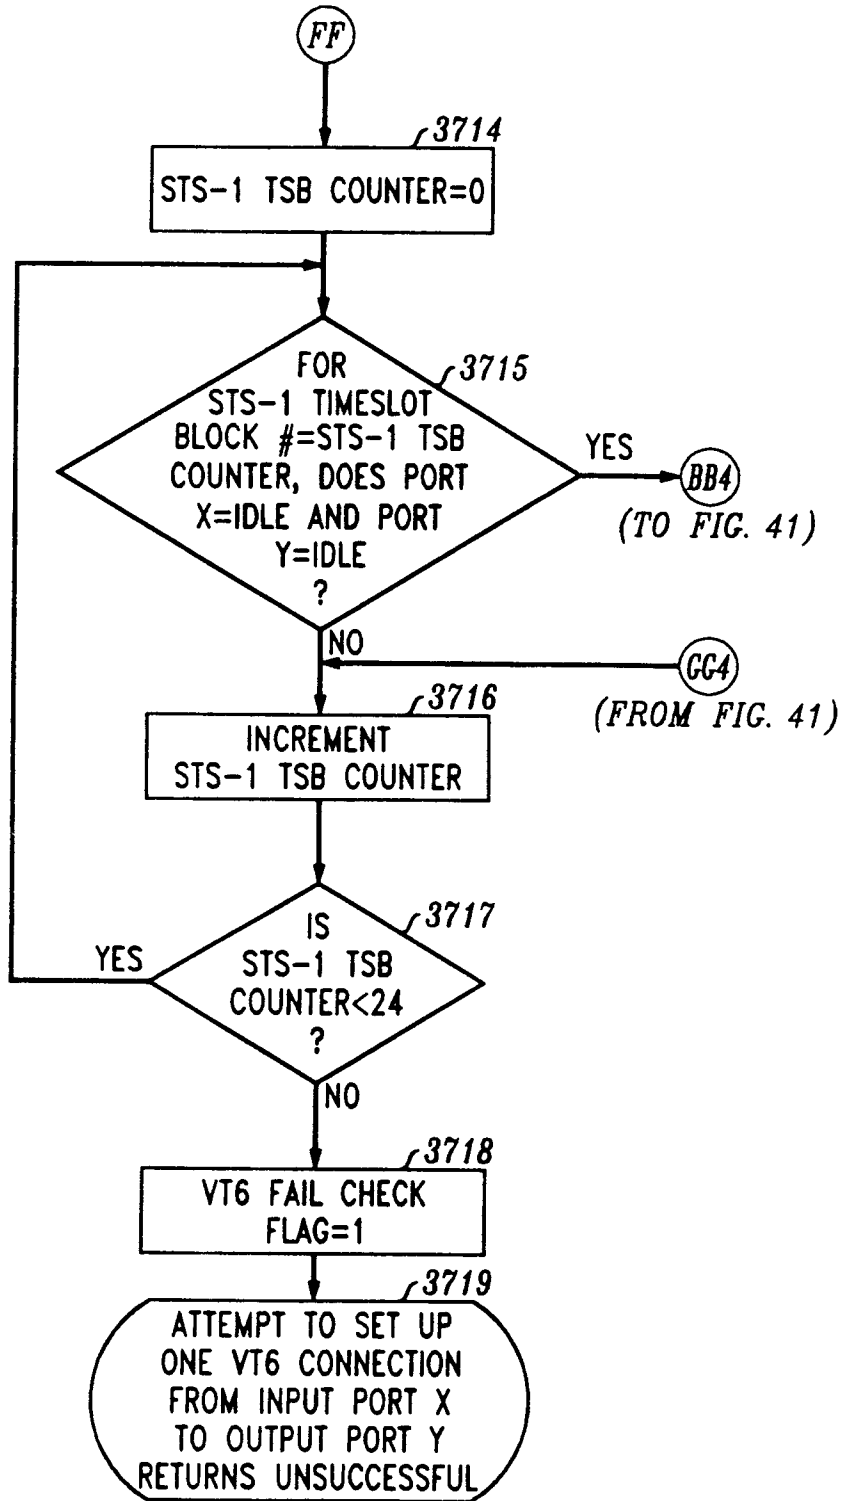 FF
3714
STS-1 TSB COUNTER=0
3715
FOR
STS-1 TIMESLOT
BLOCK #=STS-1 TSB
COUNTER, DOES PORT
X=IDLE AND PORT
Y=IDLE
?
YES
BB4
(TO FIG. 41)
NO
GG4
(FROM FIG. 41)
3716
INCREMENT
STS-1 TSB COUNTER
3717
IS
STS-1 TSB
COUNTER<24
?
YES
NO
3718
VT6 FAIL CHECK
FLAG=1
3719
ATTEMPT TO SET UP
ONE VT6 CONNECTION
FROM INPUT PORT X
TO OUTPUT PORT Y
RETURNS UNSUCCESSFUL